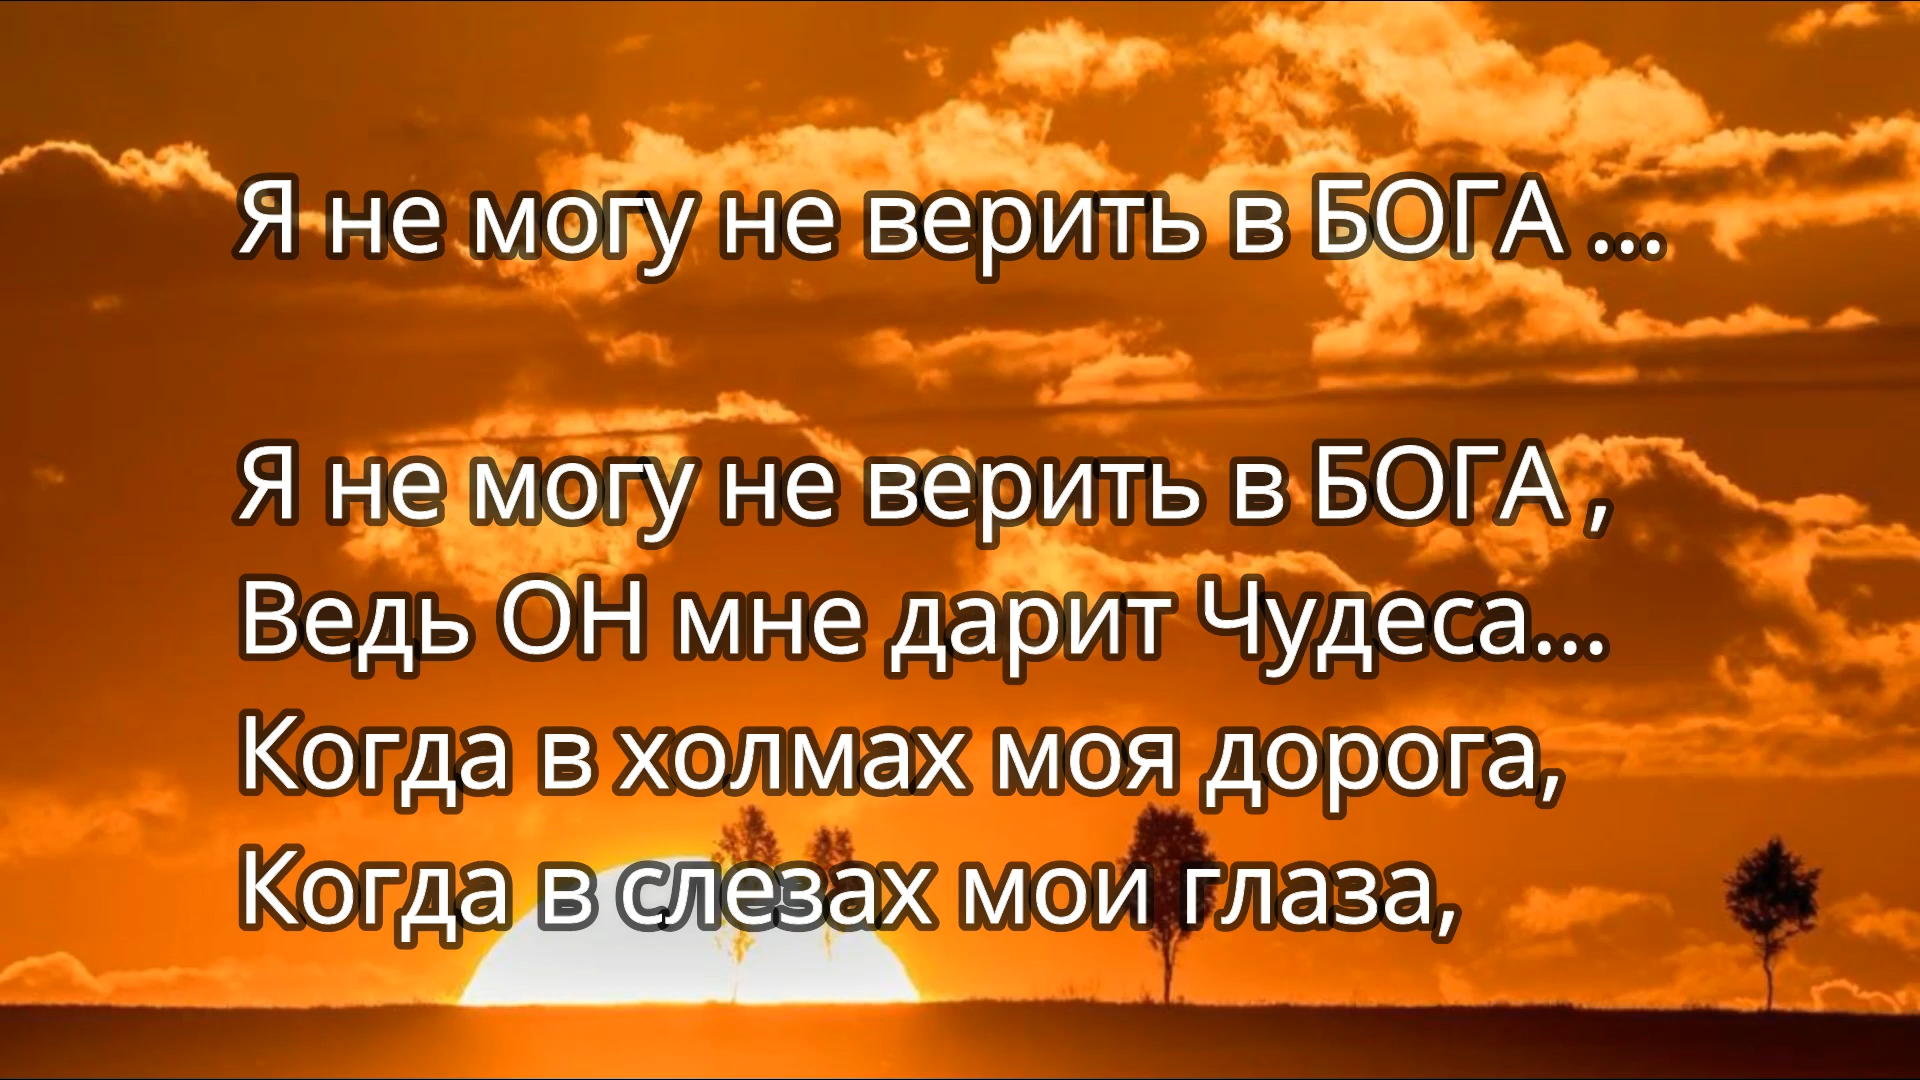 Я не могу не верить в БОГА ...
Я не могу не верить в БОГА ,
Ведь ОН мне дарит Чудеса...
Когда в холмах моя дорога,
Когда в слезах мои глаза,